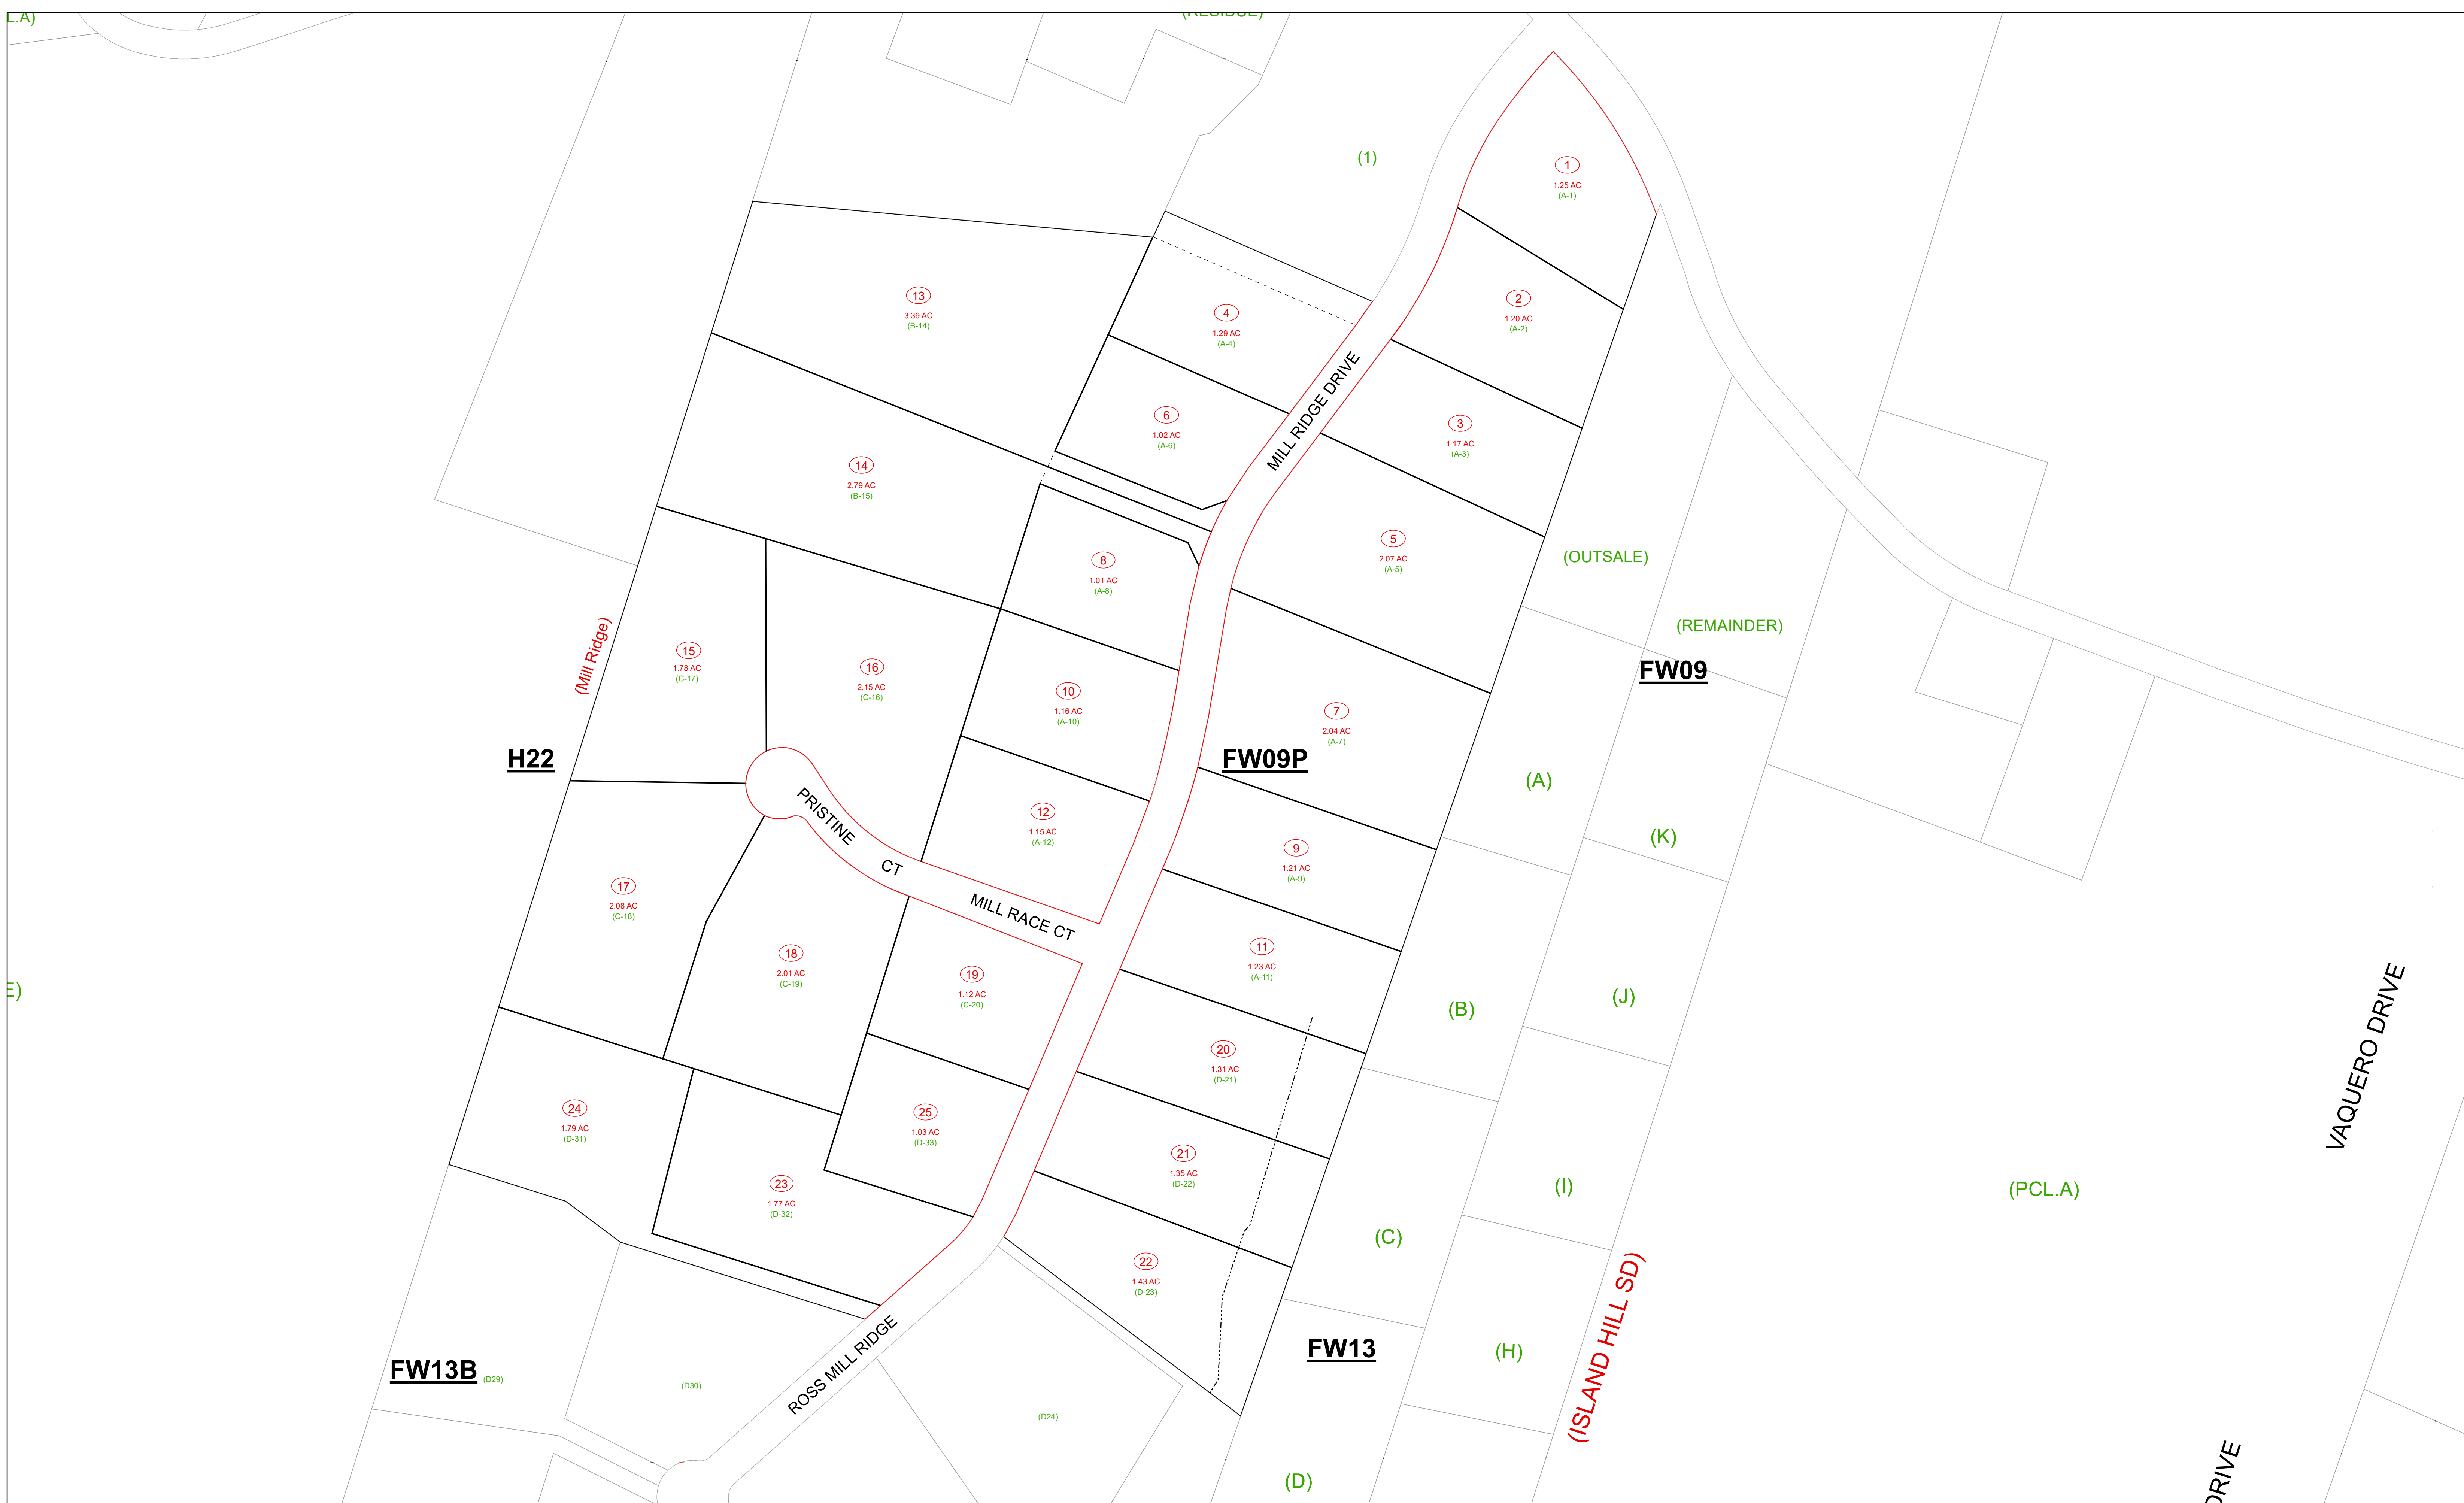 L.A)
(RESIDUE)
(1)
1
1.25 AC
(A-1)
13
3.39 AC
(B-14)
4
1.29 AC
(A-4)
2
1.20 AC
(A-2)
6
1.02 AC
(A-6)
MILL RIDGE DRIVE
3
1.17 AC
(A-3)
14
2.79 AC
(B-15)
8
1.01 AC
(A-8)
5
2.07 AC
(A-5)
(OUTSALE)
(REMAINDER)
FW09
(Mill Ridge)
15
1.78 AC
(C-17)
16
2.15 AC
(C-16)
10
1.16 AC
(A-10)
7
2.04 AC
(A-7)
H22
FW09P
(A)
PRISTINE CT
12
1.15 AC
(A-12)
9
1.21 AC
(A-9)
(K)
17
2.08 AC
(C-18)
MILL RACE CT
11
1.23 AC
(A-11)
18
2.01 AC
(C-19)
19
1.12 AC
(C-20)
E)
(B)
(J)
VAQUERO DRIVE
20
1.31 AC
(D-21)
24
1.79 AC
(D-31)
25
1.03 AC
(D-33)
21
1.35 AC
(D-22)
23
1.77 AC
(D-32)
(I)
(PCL.A)
(C)
22
1.43 AC
(D-23)
FW13
(H)
(ISLAND HILL SD)
FW13B
(D29)
(D30)
ROSS MILL RIDGE
(D24)
(D)
DRIVE